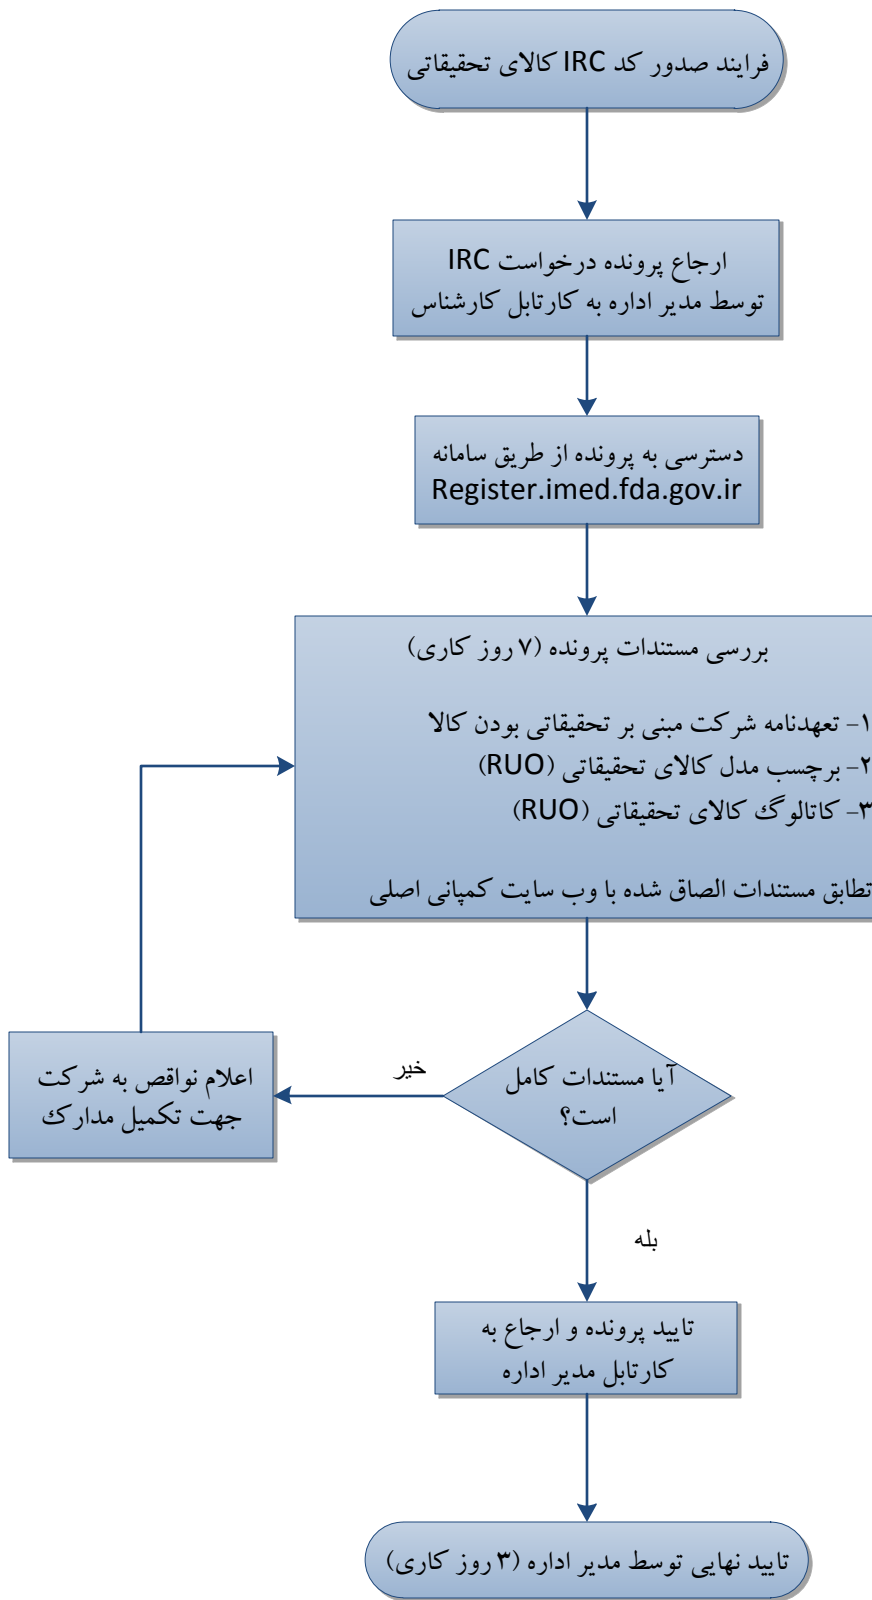 فرایند صدور کد IRC کالای تحقیقاتی
ارجاع پرونده درخواست IRC
توسط مدیر اداره به کارتابل کارشناس
دسترسی به پرونده از طریق سامانه
Register.imed.fda.gov.ir
بررسی مستندات پرونده (۷ روز کاری)
۱- تعهدنامه شرکت مبنی بر تحقیقاتی بودن کالا
۲- برچسب مدل کالای تحقیقاتی (RUO)
۳- کاتالوگ کالای تحقیقاتی (RUO)
تطابق مستندات الصاق شده با وب سایت کمپانی اصلی
آیا مستندات کامل
است؟
خیر
اعلام نواقص به شرکت
جهت تکمیل مدارک
بله
تایید پرونده و ارجاع به
کارتابل مدیر اداره
تایید نهایی توسط مدیر اداره (۳ روز کاری)